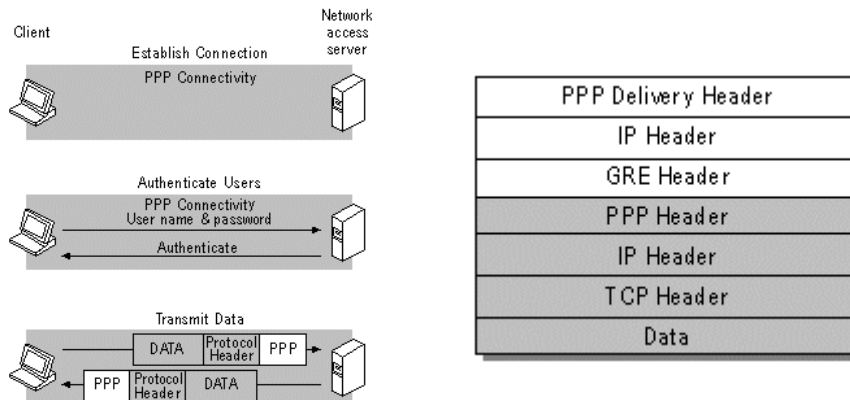 Client
Network
access
server
Establish Connection
PPP Connectivity
Authenticate Users
PPP Connectivity
User name & password
Authenticate
Transmit Data
DATA
Protocol
Header
PPP
PPP
Protocol
Header
DATA
PPP Delivery Header
IP Header
GRE Header
PPP Header
IP Header
TCP Header
Data